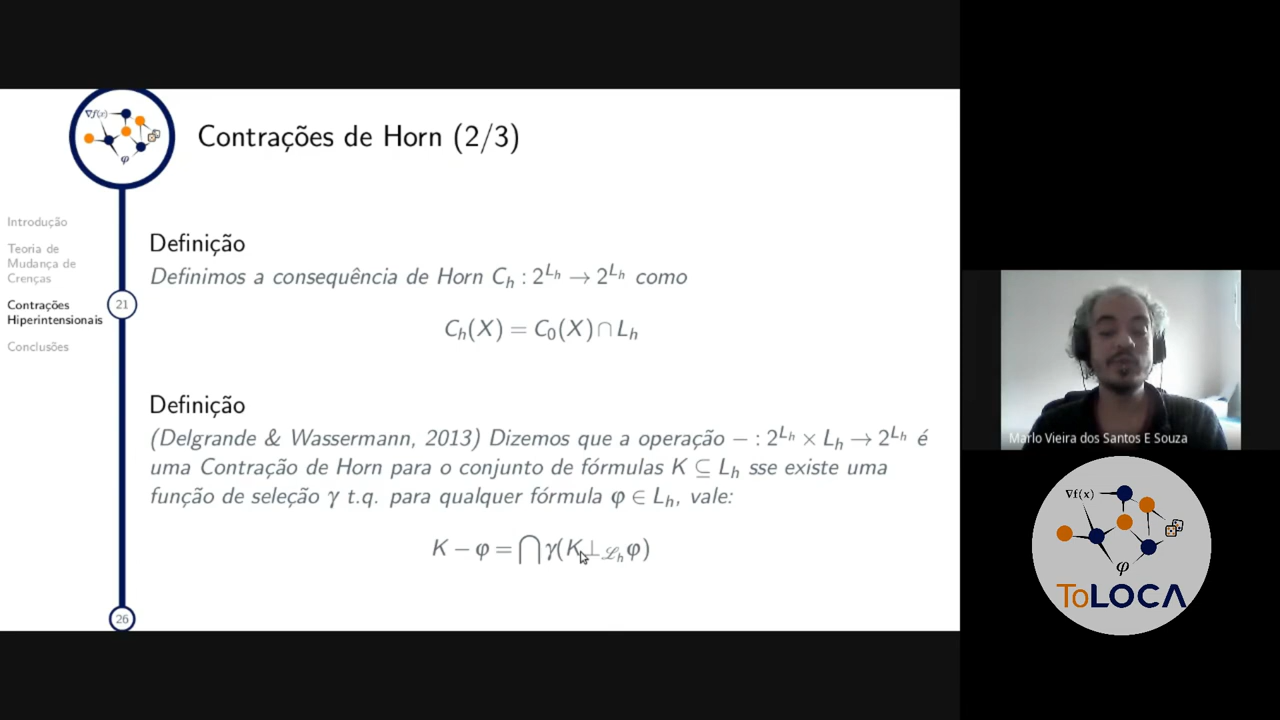 ∇f(x)
φ
Contrações de Horn (2/3)
Introdução
Teoria de
Mudança de
Crenças
Contrações
Hiperintensionais
21
Conclusões
26
Definição
Definimos a consequência de Horn C_h : 2^{L_h} → 2^{L_h} como
C_h(X) = C_0(X) ∩ L_h
Definição
(Delgrande & Wassermann, 2013) Dizemos que a operação − : 2^{L_h} × L_h → 2^{L_h} é
uma Contração de Horn para o conjunto de fórmulas K ⊆ L_h sse existe uma
função de seleção γ t.q. para qualquer fórmula φ ∈ L_h, vale:
K − φ = ⋂ γ(K ⊥_{ℒ_h} φ)
Marlo Vieira dos Santos E Souza
∇f(x)
φ
ToLOCA